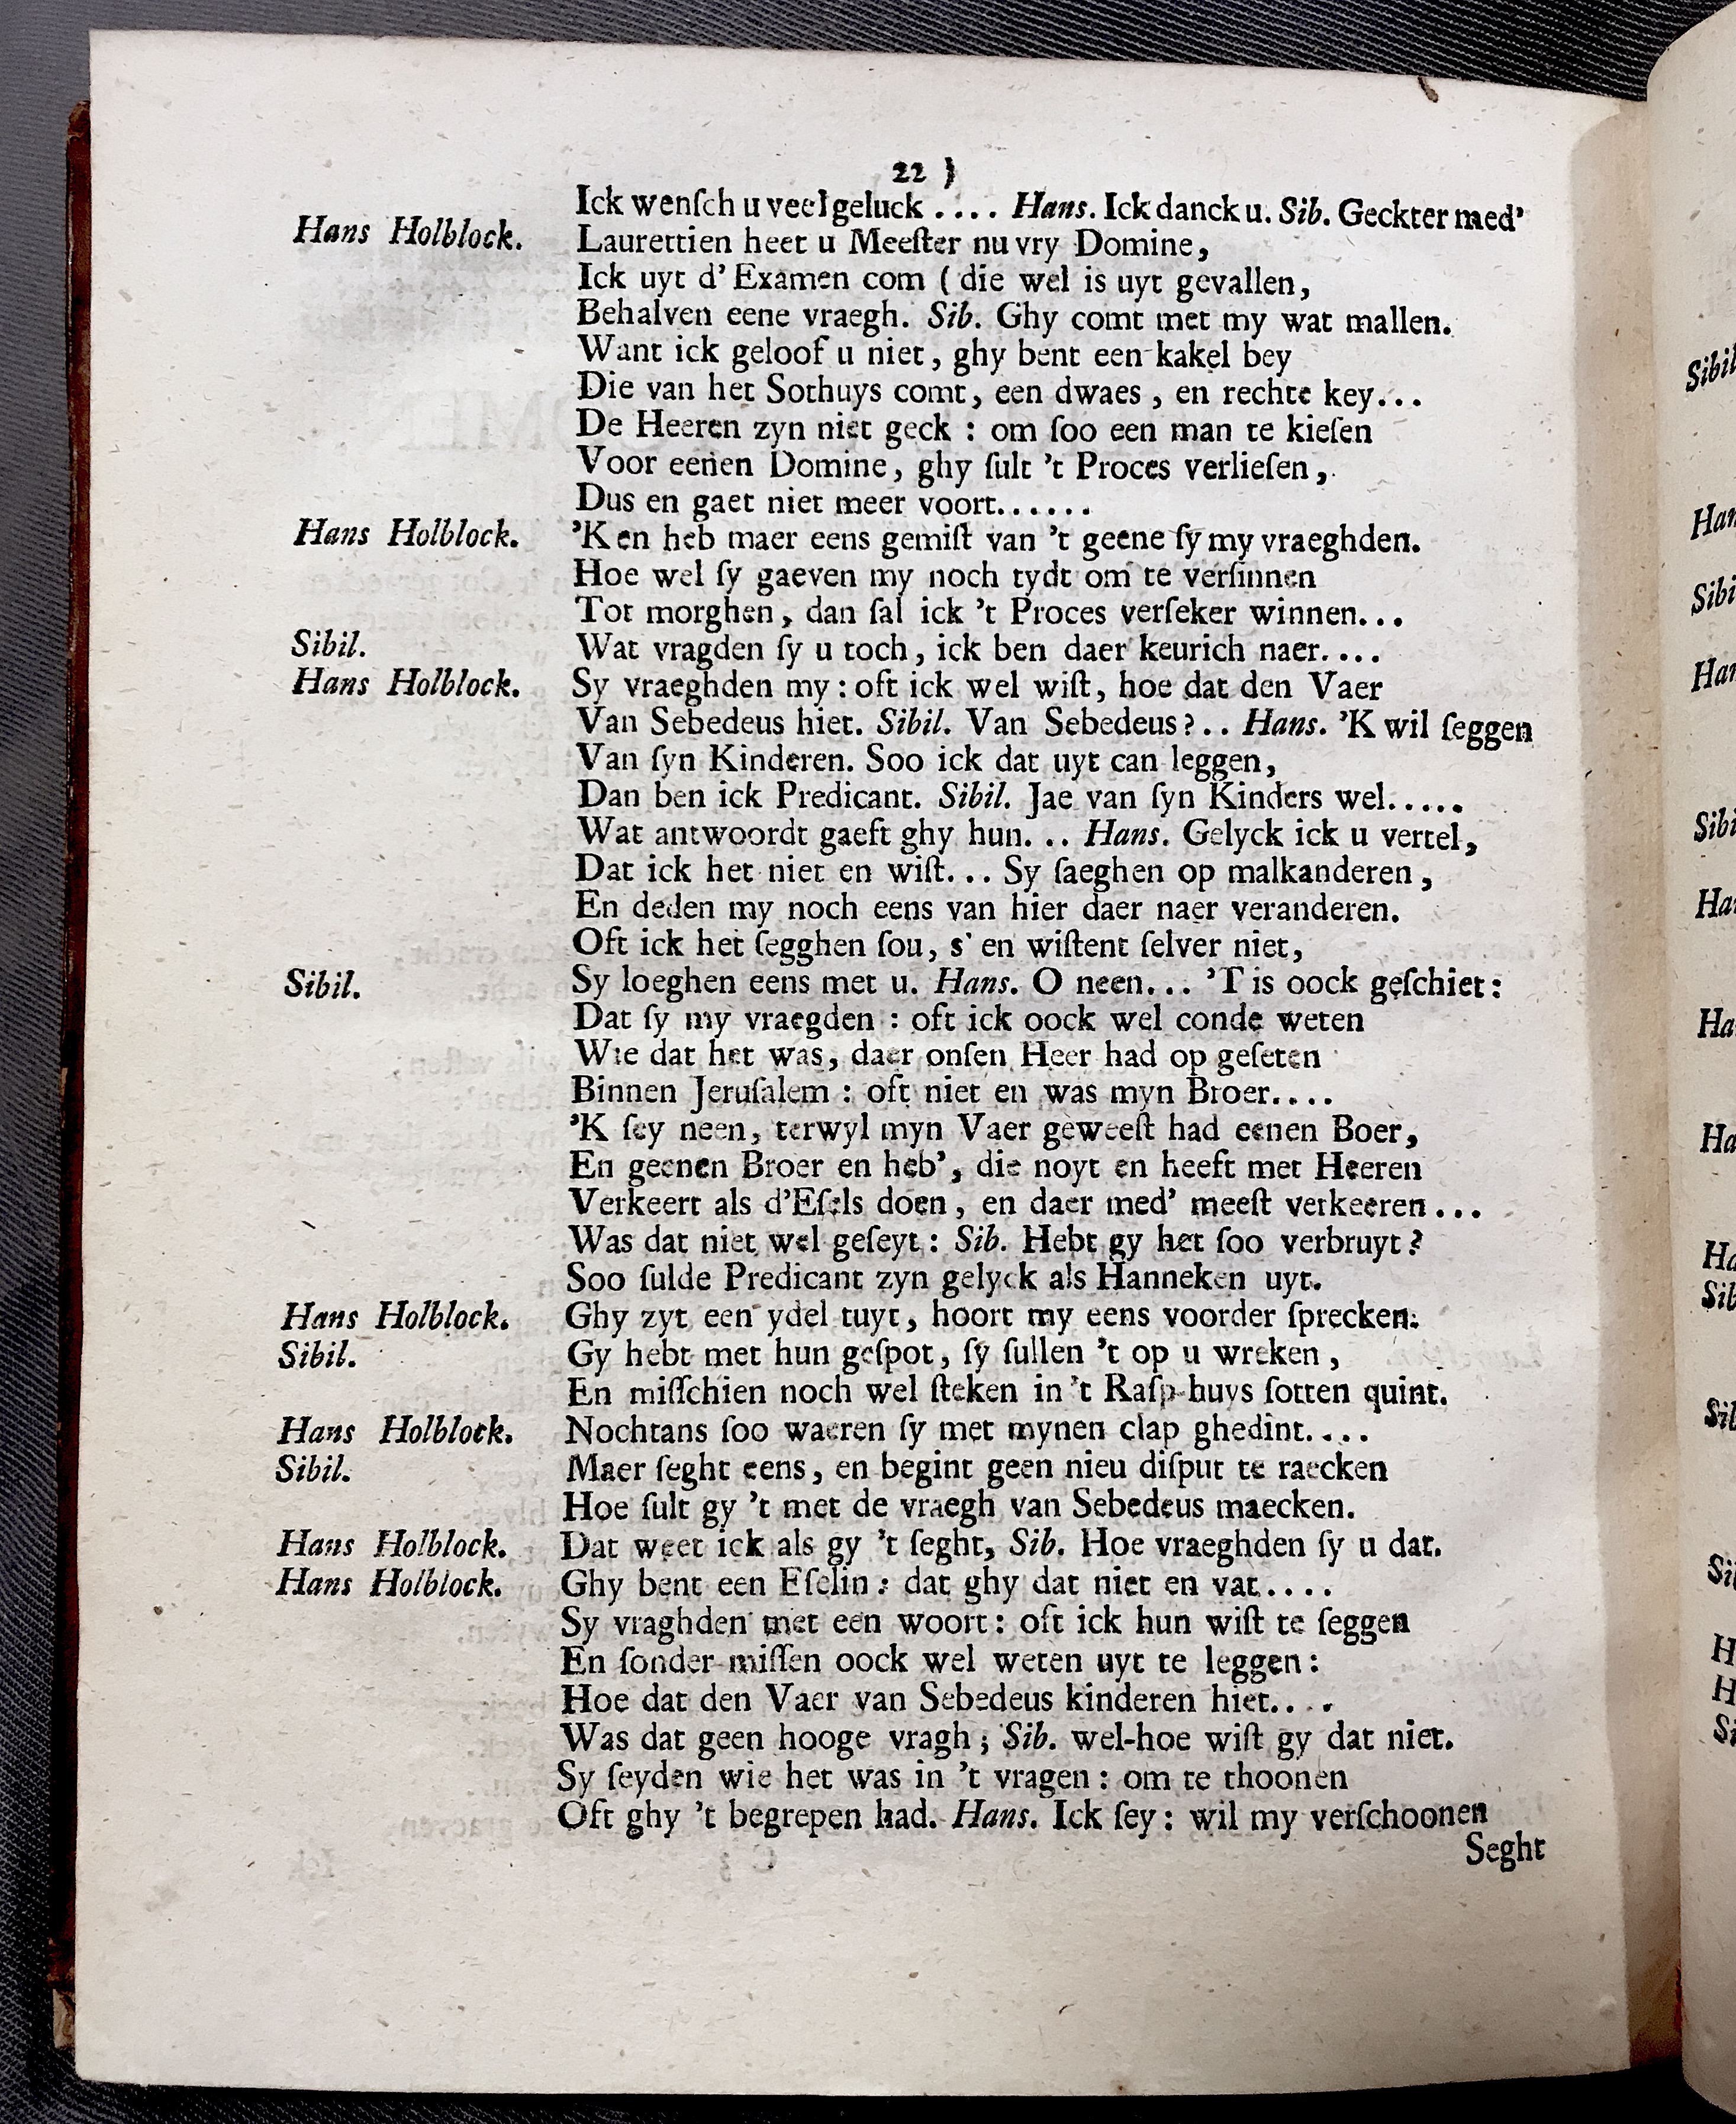 22 )
Ick wenſch u veel geluck .... Hans. Ick danck u. Sib. Geckter med'
Hans Holblock. Laurettien heet u Meeſter nu vry Domine,
Ick uyt d'Examen com ( die wel is uyt gevallen,
Behalven eene vraegh. Sib. Ghy comt met my wat mallen.
Want ick geloof u niet, ghy bent een kakel bey
Die van het Sothuys comt, een dwaes, en rechte key...
De Heeren zyn niet geck : om ſoo een man te kieſen
Voor eenen Domine, ghy ſult 't Proces verlieſen,
Dus en gaet niet meer voort......
Hans Holblock. 'K en heb maer eens gemiſt van 't geene ſy my vraeghden.
Hoe wel ſy gaeven my noch tydt om te verſinnen
Tot morghen, dan ſal ick 't Proces verſeker winnen...
Sibil. Wat vragden ſy u toch, ick ben daer keurich naer....
Hans Holblock. Sy vraeghden my : oft ick wel wiſt, hoe dat den Vaer
Van Sebedeus hiet. Sibil. Van Sebedeus?.. Hans. 'K wil ſeggen
Van ſyn Kinderen. Soo ick dat uyt can leggen,
Dan ben ick Predicant. Sibil. Jae van ſyn Kinders wel.....
Wat antwoordt gaeft ghy hun... Hans. Gelyck ick u vertel,
Dat ick het niet en wiſt... Sy ſaeghen op malkanderen,
En deden my noch eens van hier daer naer veranderen.
Oft ick het ſegghen ſou, s' en wiſtent ſelver niet,
Sibil. Sy loeghen eens met u. Hans. O neen... 'T is oock geſchiet:
Dat ſy my vraegden : oft ick oock wel conde weten
Wie dat het was, daer onſen Heer had op geſeten
Binnen Jeruſalem : oft niet en was myn Broer....
'K ſey neen, terwyl myn Vaer geweeſt had eenen Boer,
En geenen Broer en heb', die noyt en heeft met Heeren
Verkeert als d'Eſels doen, en daer med' meeſt verkeeren...
Was dat niet wel geſeyt : Sib. Hebt gy het ſoo verbruyt?
Soo ſulde Predicant zyn gelyck als Hanneken uyt.
Hans Holblock. Ghy zyt een ydel tuyt, hoort my eens voorder ſprecken:
Sibil. Gy hebt met hun geſpot, ſy ſullen 't op u wreken,
En miſſchien noch wel ſteken in 't Raſp-huys ſotten quint.
Hans Holblock. Nochtans ſoo waeren ſy met mynen clap ghedint....
Sibil. Maer ſeght eens, en begint geen nieu diſput te raecken
Hoe ſult gy 't met de vraegh van Sebedeus maecken.
Hans Holblock. Dat weet ick als gy 't ſeght, Sib. Hoe vraeghden ſy u dat.
Hans Holblock. Ghy bent een Eſelin : dat ghy dat niet en vat....
Sy vraghden met een woort : oft ick hun wiſt te ſeggen
En ſonder miſſen oock wel weten uyt te leggen :
Hoe dat den Vaer van Sebedeus kinderen hiet....
Was dat geen hooge vragh ; Sib. wel-hoe wiſt gy dat niet.
Sy ſeyden wie het was in 't vragen : om te thoonen
Oft ghy 't begrepen had. Hans. Ick ſey : wil my verſchoonen
Seght